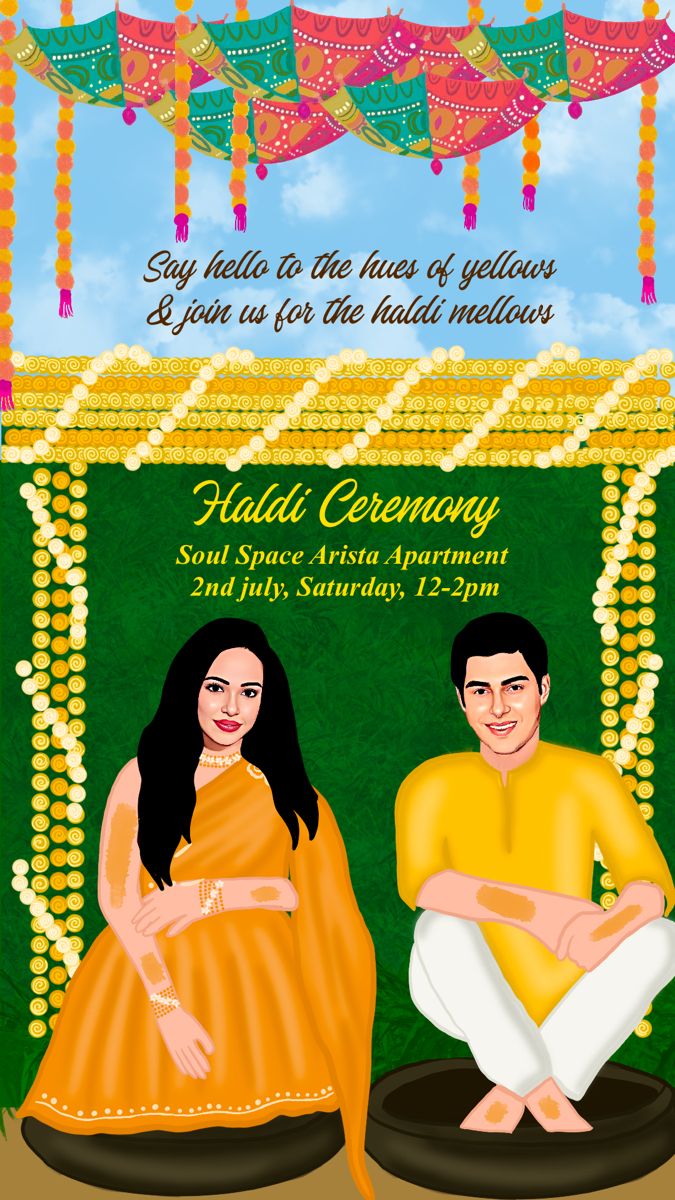 Say hello to the hues of yellows
& join us for the haldi mellows
Haldi Ceremony
Soul Space Arista Apartment
2nd july, Saturday, 12-2pm